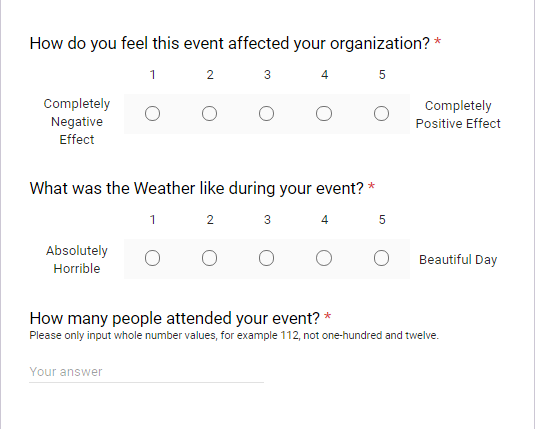 How do you feel this event affected your organization? *
1 2 3 4 5
Completely
Negative
Effect
Completely
Positive Effect
What was the Weather like during your event? *
1 2 3 4 5
Absolutely
Horrible
Beautiful Day
How many people attended your event? *
Please only input whole number values, for example 112, not one-hundred and twelve.
Your answer